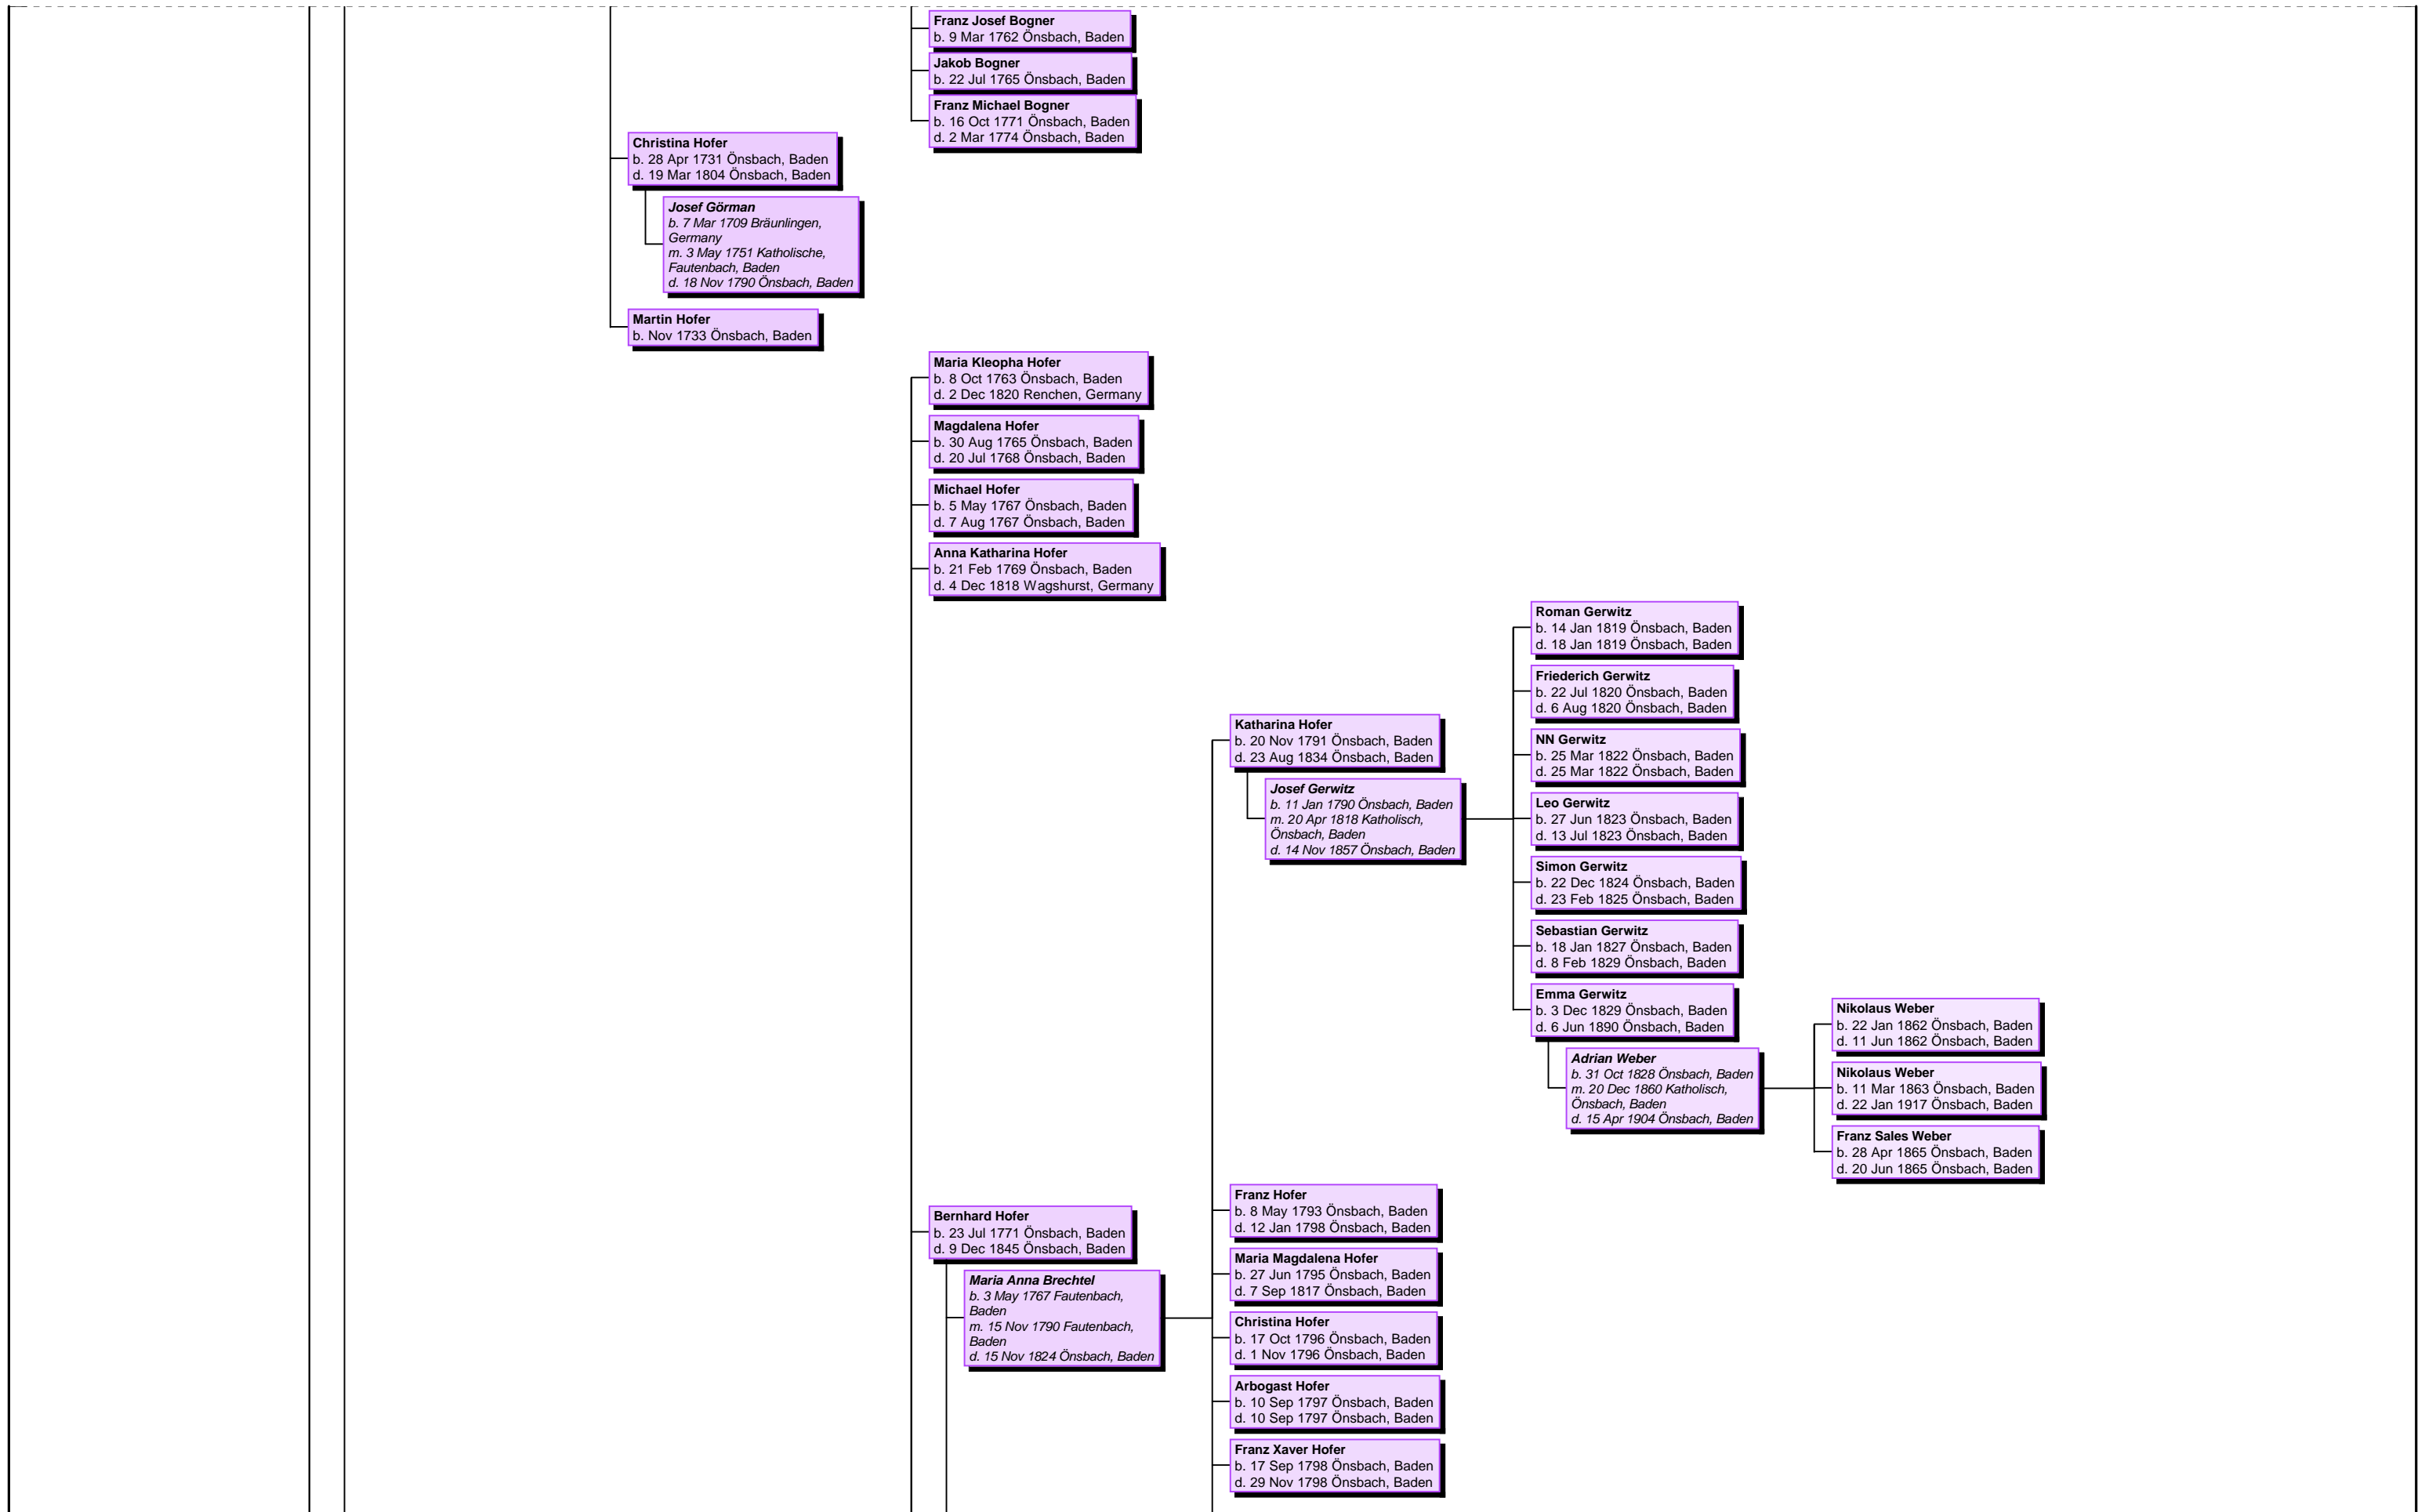 Franz Josef Bogner
b. 9 Mar 1762 Önsbach, Baden
Jakob Bogner
b. 22 Jul 1765 Önsbach, Baden
Franz Michael Bogner
b. 16 Oct 1771 Önsbach, Baden
d. 2 Mar 1774 Önsbach, Baden
Christina Hofer
b. 28 Apr 1731 Önsbach, Baden
d. 19 Mar 1804 Önsbach, Baden
Josef Görman
b. 7 Mar 1709 Bräunlingen,
Germany
m. 3 May 1751 Katholische,
Fautenbach, Baden
d. 18 Nov 1790 Önsbach, Baden
Martin Hofer
b. Nov 1733 Önsbach, Baden
Maria Kleopha Hofer
b. 8 Oct 1763 Önsbach, Baden
d. 2 Dec 1820 Renchen, Germany
Magdalena Hofer
b. 30 Aug 1765 Önsbach, Baden
d. 20 Jul 1768 Önsbach, Baden
Michael Hofer
b. 5 May 1767 Önsbach, Baden
d. 7 Aug 1767 Önsbach, Baden
Anna Katharina Hofer
b. 21 Feb 1769 Önsbach, Baden
d. 4 Dec 1818 Wagshurst, Germany
Roman Gerwitz
b. 14 Jan 1819 Önsbach, Baden
d. 18 Jan 1819 Önsbach, Baden
Friederich Gerwitz
b. 22 Jul 1820 Önsbach, Baden
d. 6 Aug 1820 Önsbach, Baden
Katharina Hofer
b. 20 Nov 1791 Önsbach, Baden
d. 23 Aug 1834 Önsbach, Baden
NN Gerwitz
b. 25 Mar 1822 Önsbach, Baden
d. 25 Mar 1822 Önsbach, Baden
Josef Gerwitz
b. 11 Jan 1790 Önsbach, Baden
m. 20 Apr 1818 Katholisch,
Önsbach, Baden
d. 14 Nov 1857 Önsbach, Baden
Leo Gerwitz
b. 27 Jun 1823 Önsbach, Baden
d. 13 Jul 1823 Önsbach, Baden
Simon Gerwitz
b. 22 Dec 1824 Önsbach, Baden
d. 23 Feb 1825 Önsbach, Baden
Sebastian Gerwitz
b. 18 Jan 1827 Önsbach, Baden
d. 8 Feb 1829 Önsbach, Baden
Emma Gerwitz
b. 3 Dec 1829 Önsbach, Baden
d. 6 Jun 1890 Önsbach, Baden
Adrian Weber
b. 31 Oct 1828 Önsbach, Baden
m. 20 Dec 1860 Katholisch,
Önsbach, Baden
d. 15 Apr 1904 Önsbach, Baden
Nikolaus Weber
b. 22 Jan 1862 Önsbach, Baden
d. 11 Jun 1862 Önsbach, Baden
Nikolaus Weber
b. 11 Mar 1863 Önsbach, Baden
d. 22 Jan 1917 Önsbach, Baden
Franz Sales Weber
b. 28 Apr 1865 Önsbach, Baden
d. 20 Jun 1865 Önsbach, Baden
Bernhard Hofer
b. 23 Jul 1771 Önsbach, Baden
d. 9 Dec 1845 Önsbach, Baden
Maria Anna Brechtel
b. 3 May 1767 Fautenbach,
Baden
m. 15 Nov 1790 Fautenbach,
Baden
d. 15 Nov 1824 Önsbach, Baden
Franz Hofer
b. 8 May 1793 Önsbach, Baden
d. 12 Jan 1798 Önsbach, Baden
Maria Magdalena Hofer
b. 27 Jun 1795 Önsbach, Baden
d. 7 Sep 1817 Önsbach, Baden
Christina Hofer
b. 17 Oct 1796 Önsbach, Baden
d. 1 Nov 1796 Önsbach, Baden
Arbogast Hofer
b. 10 Sep 1797 Önsbach, Baden
d. 10 Sep 1797 Önsbach, Baden
Franz Xaver Hofer
b. 17 Sep 1798 Önsbach, Baden
d. 29 Nov 1798 Önsbach, Baden